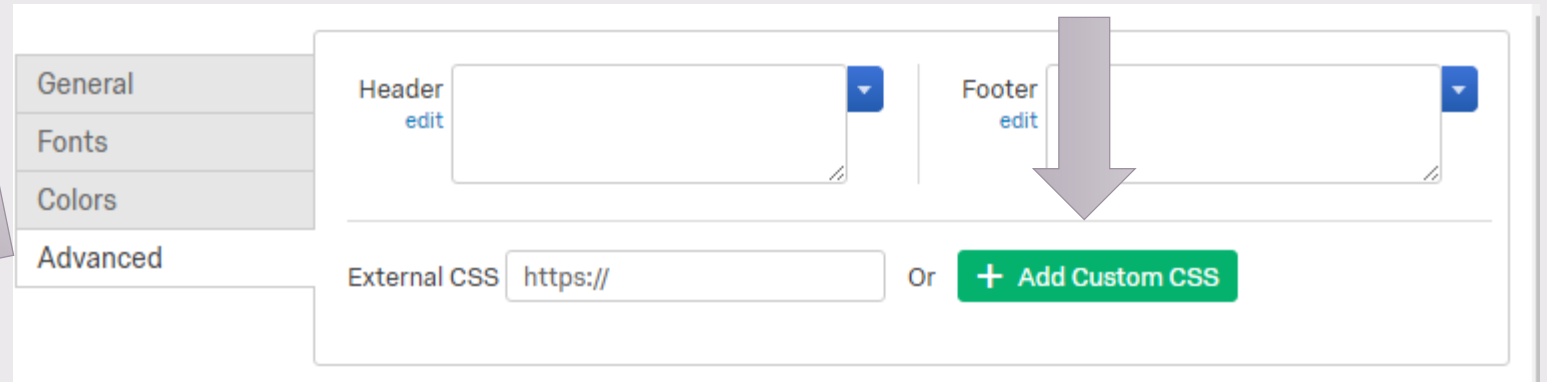 General
Fonts
Colors
Advanced
Header
edit
Footer
edit
External CSS https:// Or + Add Custom CSS